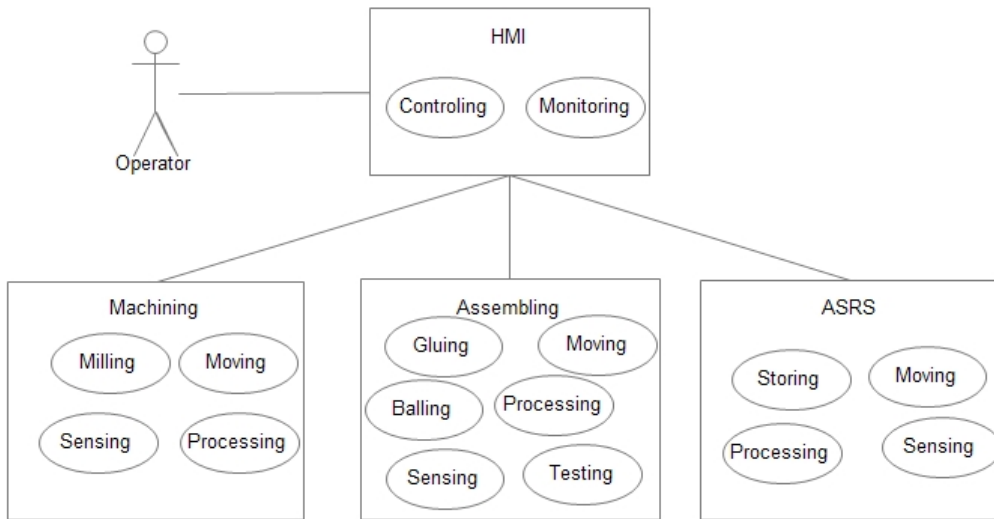 HMI
Controling
Monitoring
Operator
Machining
Milling
Moving
Sensing
Processing
Assembling
Gluing
Moving
Balling
Processing
Sensing
Testing
ASRS
Storing
Moving
Processing
Sensing